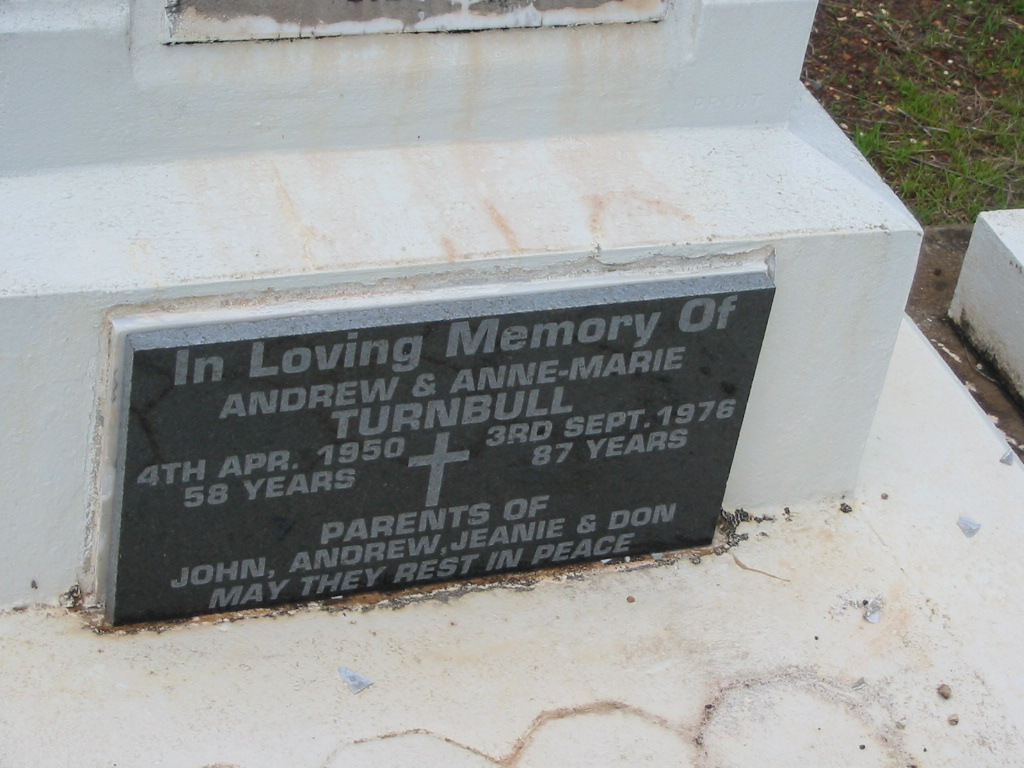 In Loving Memory Of
ANDREW & ANNE-MARIE
TURNBULL
4TH APR. 1950 3RD SEPT. 1976
58 YEARS 87 YEARS
PARENTS OF
JOHN, ANDREW, JEANIE & DON
MAY THEY REST IN PEACE